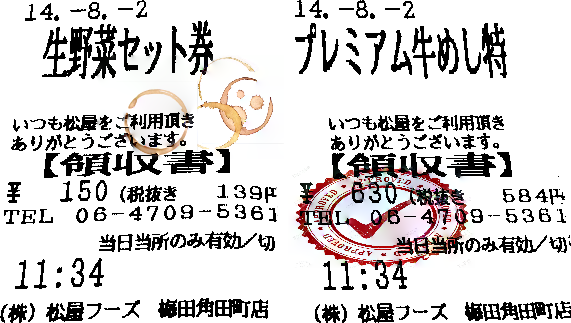 14.-8.-2
生野菜セット券
いつも松屋をご利用頂き
ありがとうございます。
【領収書】
¥ 150 (税抜き 139円
TEL 06-4709-5361
当日当所のみ有効/切
11:34
(株) 松屋フーズ 梅田角田町店
14.-8.-2
プレミアム牛めし特
いつも松屋をご利用頂き
ありがとうございます。
【領収書】
¥ 630 (税抜き 584円
TEL 06-4709-5361
当日当所のみ有効/切
11:34
(株) 松屋フーズ 梅田角田町店
APPROVED